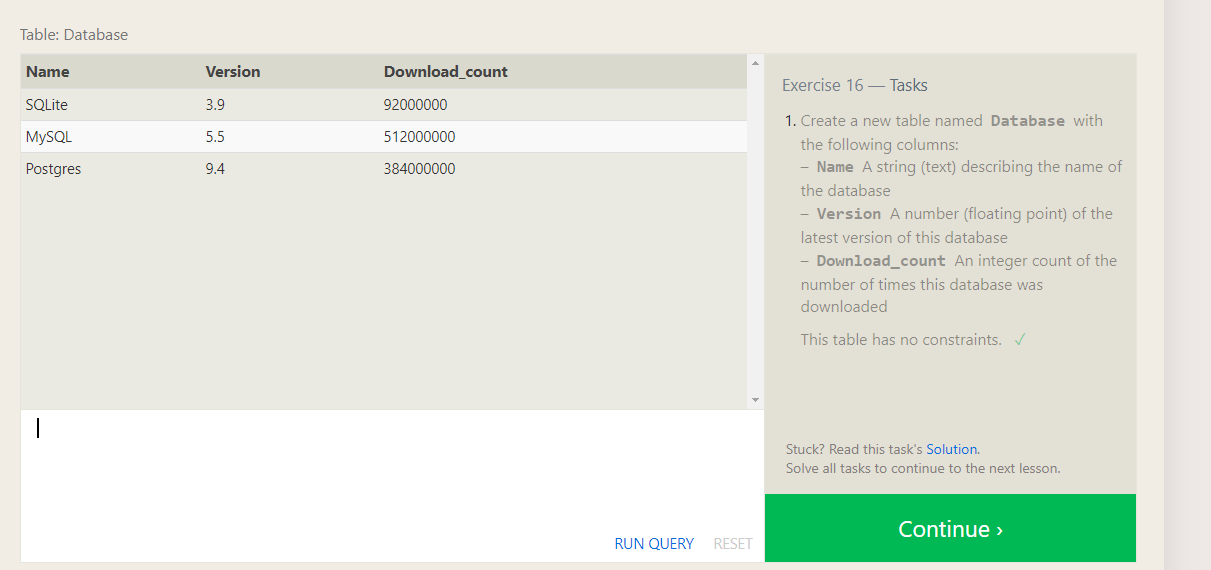 Table: Database
Name Version Download_count
SQLite 3.9 92000000
MySQL 5.5 512000000
Postgres 9.4 384000000
Exercise 16 — Tasks
1. Create a new table named Database with
the following columns:
– Name A string (text) describing the name of
the database
– Version A number (floating point) of the
latest version of this database
– Download_count An integer count of the
number of times this database was
downloaded
This table has no constraints. ✓
Stuck? Read this task's Solution.
Solve all tasks to continue to the next lesson.
RUN QUERY RESET
Continue ›